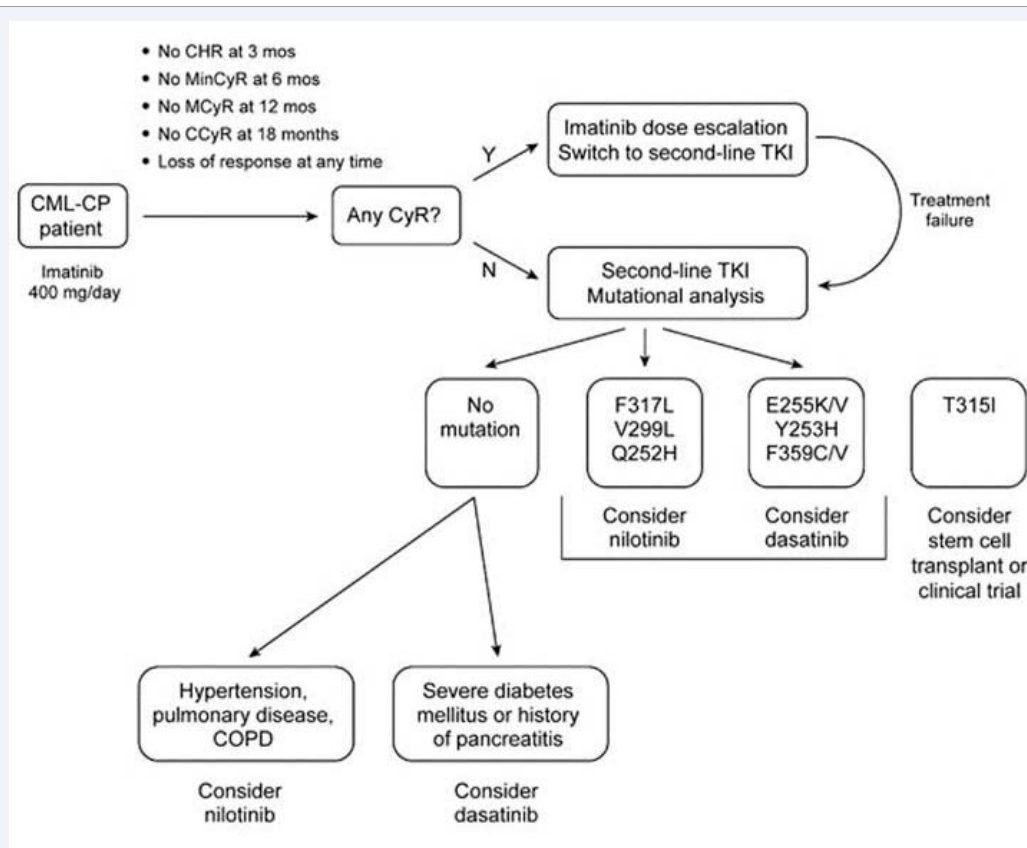 • No CHR at 3 mos
• No MinCyR at 6 mos
• No MCyR at 12 mos
• No CCyR at 18 months
• Loss of response at any time
CML-CP
patient
Imatinib
400 mg/day
Any CyR?
Y
N
Imatinib dose escalation
Switch to second-line TKI
Treatment
failure
Second-line TKI
Mutational analysis
No
mutation
F317L
V299L
Q252H
Consider
nilotinib
E255K/V
Y253H
F359C/V
Consider
dasatinib
T315I
Consider
stem cell
transplant or
clinical trial
Hypertension,
pulmonary disease,
COPD
Consider
nilotinib
Severe diabetes
mellitus or history
of pancreatitis
Consider
dasatinib